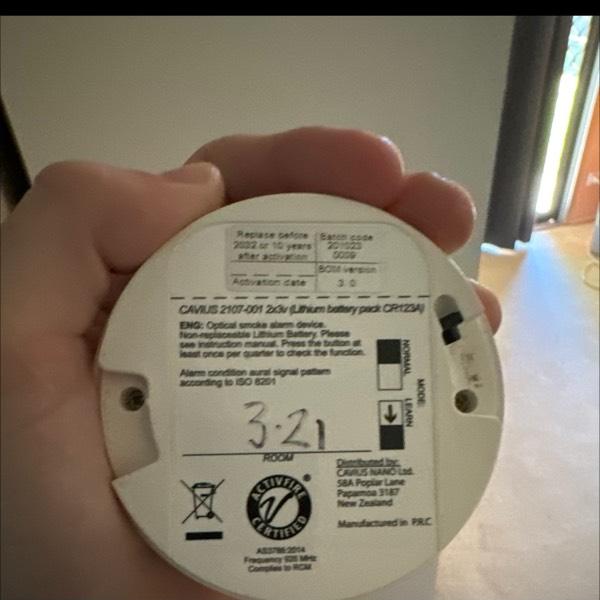 Replace before
2032 or 10 years
after activation
Activation date
Batch code
201023
0009
BOM version
3.0
CAVIUS 2107-001 2x3v (Lithium battery pack CR123A)
ENG: Optical smoke alarm device.
Non-replaceable Lithium Battery. Please
see instruction manual. Press the button at
least once per quarter to check the function.
Alarm condition aural signal pattern
according to ISO 8201
NORMAL
MODE:
LEARN
3.21
ROOM
ACTIVFIRE
CERTIFIED
®
AS3786:2014
Frequency 926 MHz
Complies to RCM
Distributed by:
CAVIUS NANO Ltd.
58A Poplar Lane
Papamoa 3187
New Zealand
Manufactured in P.R.C